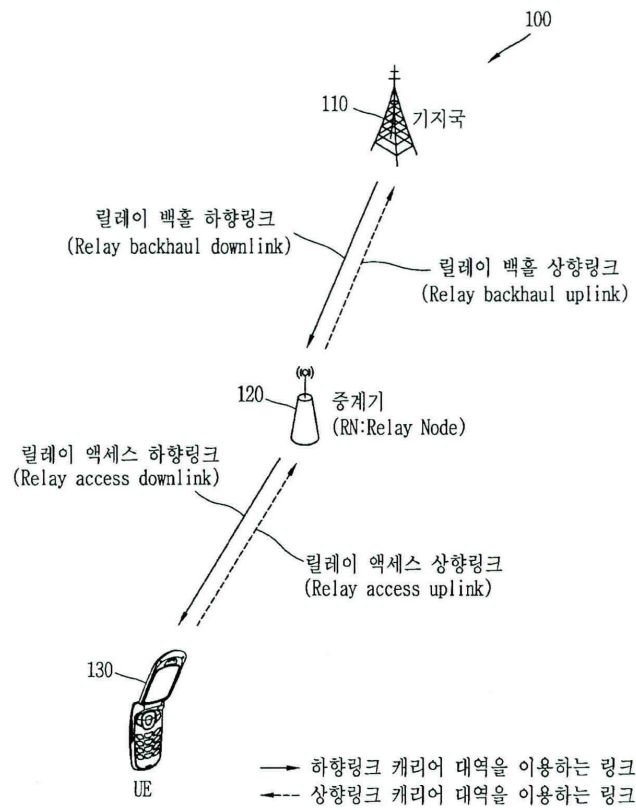 100
110
기지국
릴레이 백홀 하향링크
(Relay backhaul downlink)
릴레이 백홀 상향링크
(Relay backhaul uplink)
120
중계기
(RN:Relay Node)
릴레이 액세스 하향링크
(Relay access downlink)
릴레이 액세스 상향링크
(Relay access uplink)
130
UE
하향링크 캐리어 대역을 이용하는 링크
상향링크 캐리어 대역을 이용하는 링크